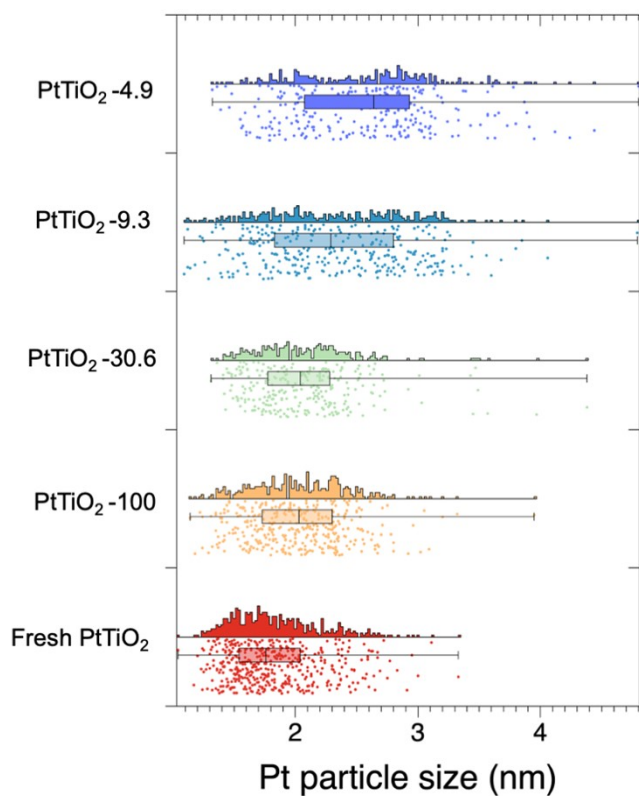 PtTiO₂ -4.9
PtTiO₂ -9.3
PtTiO₂ -30.6
PtTiO₂ -100
Fresh PtTiO₂
2 3 4
Pt particle size (nm)